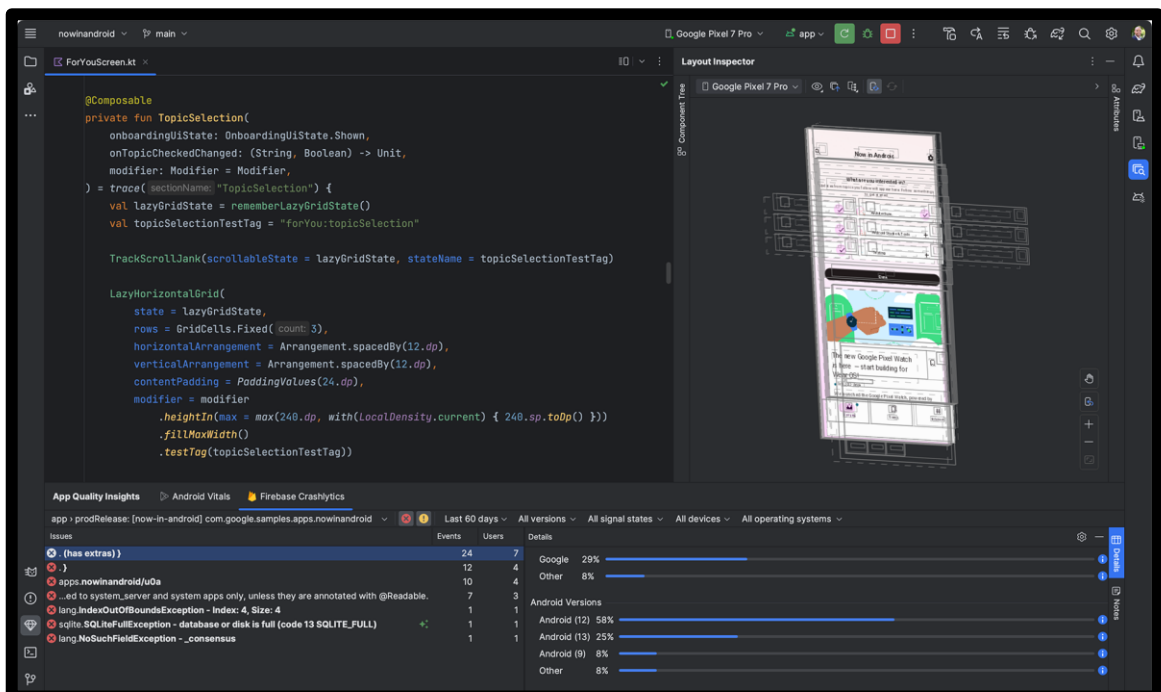 nowinandroid
main
Google Pixel 7 Pro
app
ForYouScreen.kt
@Composable
private fun TopicSelection(
onboardingUiState: OnboardingUiState.Shown,
onTopicCheckedChanged: (String, Boolean) -> Unit,
modifier: Modifier = Modifier,
) = trace( sectionName: "TopicSelection") {
val lazyGridState = rememberLazyGridState()
val topicSelectionTestTag = "forYou:topicSelection"
TrackScrollJank(scrollableState = lazyGridState, stateName = topicSelectionTestTag)
LazyHorizontalGrid(
state = lazyGridState,
rows = GridCells.Fixed( count: 3),
horizontalArrangement = Arrangement.spacedBy(12.dp),
verticalArrangement = Arrangement.spacedBy(12.dp),
contentPadding = PaddingValues(24.dp),
modifier = modifier
.heightIn(max = max(240.dp, with(LocalDensity.current) { 240.sp.toDp() }))
.fillMaxWidth()
.testTag(topicSelectionTestTag))
Layout Inspector
Google Pixel 7 Pro
Component Tree
Attributes
Now in Android
What are you interested in?
The new Google Pixel Watch
is here — start building for
Wear OS!
App Quality Insights
Android Vitals
Firebase Crashlytics
app › prodRelease: [now-in-android] com.google.samples.apps.nowinandroid
Last 60 days
All versions
All signal states
All devices
All operating systems
Issues Events Users
. (has extras) } 24 7
. } 12 4
apps.nowinandroid/u0a 10 4
...ed to system_server and system apps only, unless they are annotated with @Readable. 7 3
lang.IndexOutOfBoundsException - Index: 4, Size: 4 1 1
sqlite.SQLiteFullException - database or disk is full (code 13 SQLITE_FULL) 1 1
lang.NoSuchFieldException - _consensus 1 1
Details
Google 29%
Other 8%
Android Versions
Android (12) 58%
Android (13) 25%
Android (9) 8%
Other 8%
Details
Notes